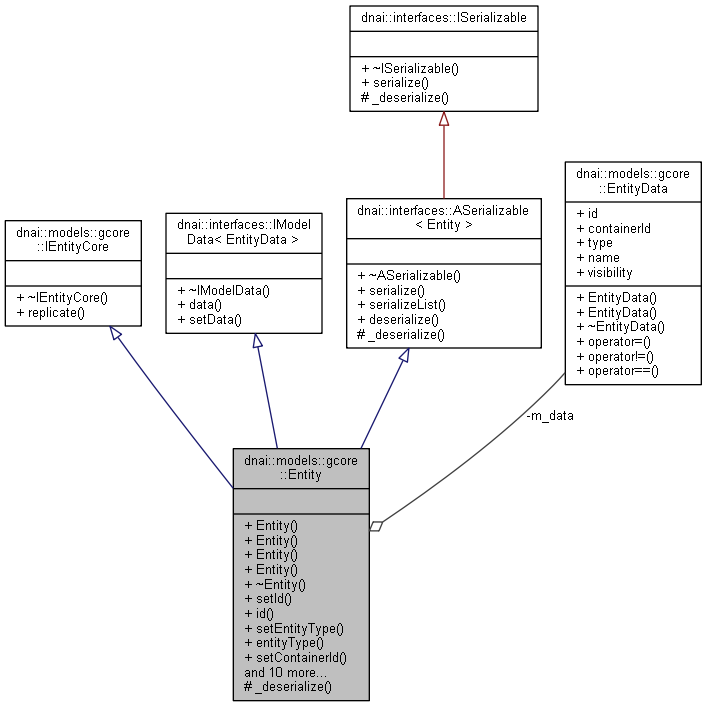 dnai::interfaces::ISerializable
+ ~ISerializable()
+ serialize()
# _deserialize()
dnai::models::gcore
::EntityData
+ id
+ containerId
+ type
+ name
+ visibility
+ EntityData()
+ EntityData()
+ ~EntityData()
+ operator=()
+ operator!=()
+ operator==()
dnai::interfaces::ASerializable
< Entity >
+ ~ASerializable()
+ serialize()
+ serializeList()
+ deserialize()
# _deserialize()
dnai::interfaces::IModel
Data< EntityData >
+ ~IModelData()
+ data()
+ setData()
dnai::models::gcore
::IEntityCore
+ ~IEntityCore()
+ replicate()
-m_data
dnai::models::gcore
::Entity
+ Entity()
+ Entity()
+ Entity()
+ Entity()
+ ~Entity()
+ setId()
+ id()
+ setEntityType()
+ entityType()
+ setContainerId()
and 10 more...
# _deserialize()